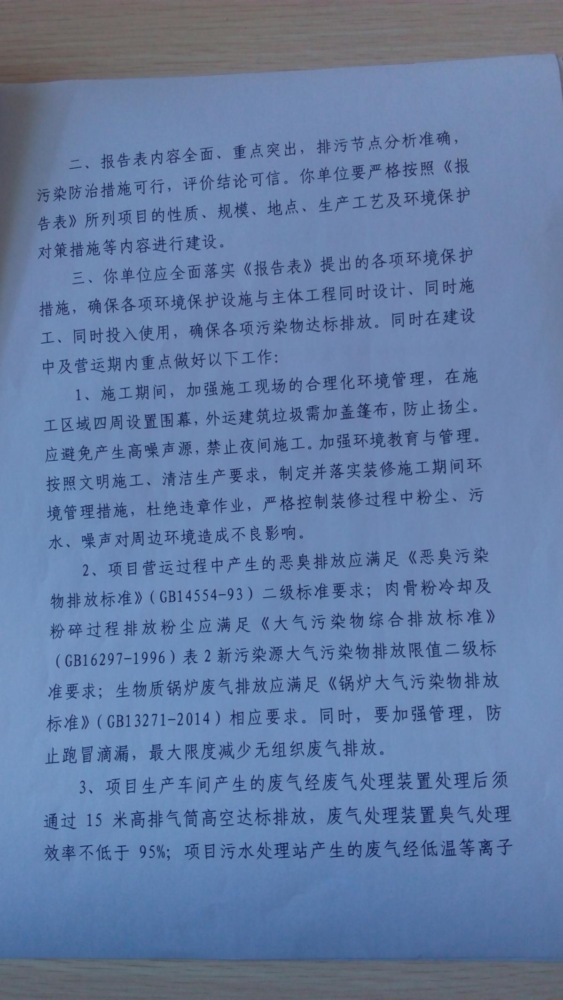 二、报告表内容全面、重点突出，排污节点分析准确，
污染防治措施可行，评价结论可信。你单位要严格按照《报
告表》所列项目的性质、规模、地点、生产工艺及环境保护
对策措施等内容进行建设。
三、你单位应全面落实《报告表》提出的各项环境保护
措施，确保各项环境保护设施与主体工程同时设计、同时施
工、同时投入使用，确保各项污染物达标排放。同时在建设
中及营运期内重点做好以下工作：
1、施工期间，加强施工现场的合理化环境管理，在施
工区域四周设置围幕，外运建筑垃圾需加盖篷布，防止扬尘。
应避免产生高噪声源，禁止夜间施工。加强环境教育与管理。
按照文明施工、清洁生产要求，制定并落实装修施工期间环
境管理措施，杜绝违章作业，严格控制装修过程中粉尘、污
水、噪声对周边环境造成不良影响。
2、项目营运过程中产生的恶臭排放应满足《恶臭污染
物排放标准》（GB14554-93）二级标准要求；肉骨粉冷却及
粉碎过程排放粉尘应满足《大气污染物综合排放标准》
（GB16297-1996）表2新污染源大气污染物排放限值二级标
准要求；生物质锅炉废气排放应满足《锅炉大气污染物排放
标准》（GB13271-2014）相应要求。同时，要加强管理，防
止跑冒滴漏，最大限度减少无组织废气排放。
3、项目生产车间产生的废气经废气处理装置处理后须
通过 15 米高排气筒高空达标排放，废气处理装置臭气处理
效率不低于 95%；项目污水处理站产生的废气经低温等离子